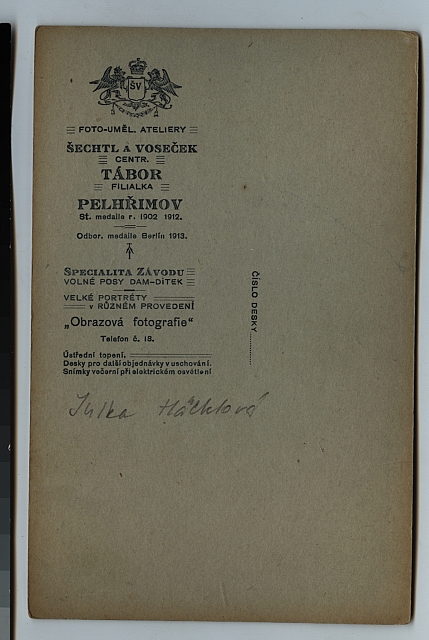 ŠV
FOTO-UMĚL. ATELIERY
ŠECHTL A VOSEČEK
CENTR.
TÁBOR
FILIALKA
PELHŘIMOV
St. medaile r. 1902 1912.
Odbor. medaile Berlín 1913.
SPECIALITA ZÁVODU
VOLNÉ POSY DAM-DÍTEK
VELKÉ PORTRÉTY
v RŮZNÉM PROVEDENÍ
„Obrazová fotografie"
Telefon č. 18.
Ústřední topení.
Desky pro další objednávky v uschování.
Snímky večerní při elektrickém osvětlení
ČÍSLO DESKY